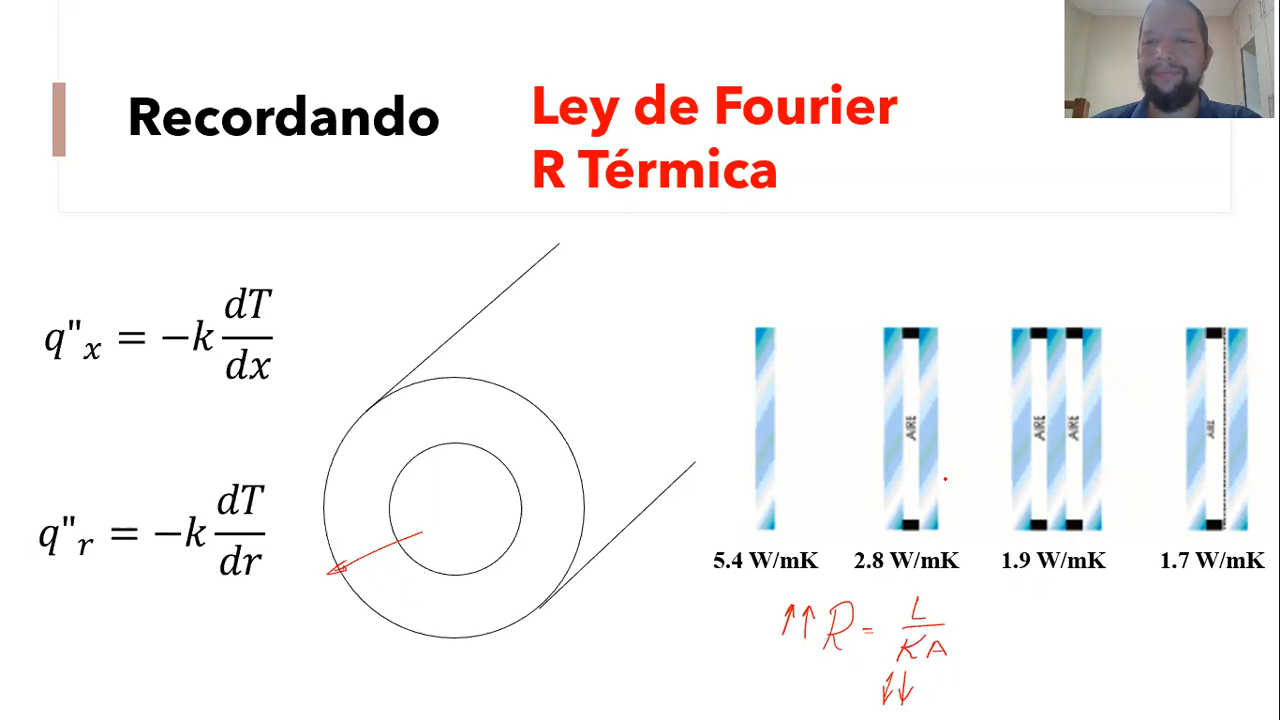 Recordando
Ley de Fourier
R Térmica
q"x = −k dT/dx
q"r = −k dT/dr
AIRE
AIRE
AIRE
AIRE
5.4 W/mK
2.8 W/mK
1.9 W/mK
1.7 W/mK
↑↑ R = L/KA
↓↓